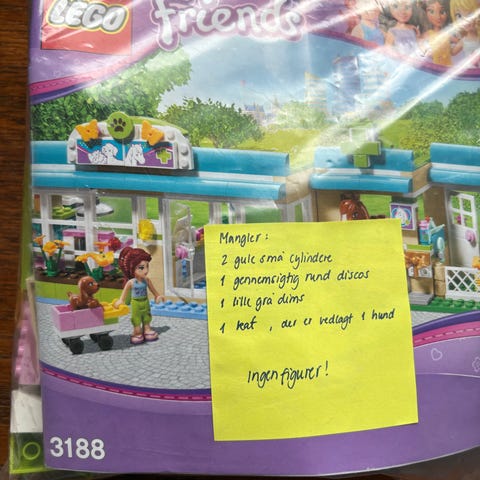 LEGO
friends
Mangler:
2 gule små cylindere
1 gennemsigtig rund discos
1 lille grå dims
1 kat, der er vedlagt 1 hund
Ingen figurer!
3188